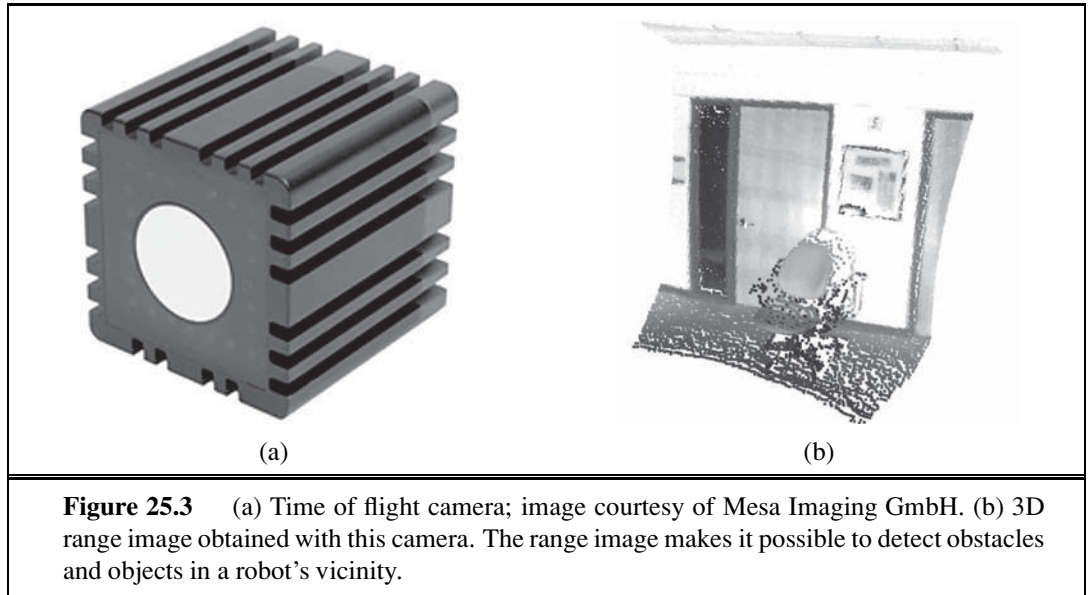 (a) (b)
Figure 25.3 (a) Time of flight camera; image courtesy of Mesa Imaging GmbH. (b) 3D
range image obtained with this camera. The range image makes it possible to detect obstacles
and objects in a robot's vicinity.